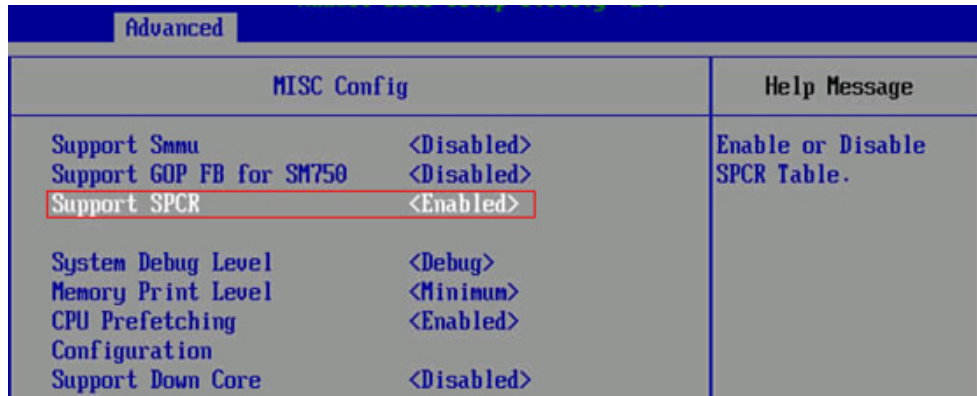 Advanced
MISC Config
Help Message
Support Smmu <Disabled>
Support GOP FB for SM750 <Disabled>
Support SPCR <Enabled>
System Debug Level <Debug>
Memory Print Level <Minimum>
CPU Prefetching <Enabled>
Configuration
Support Down Core <Disabled>
Enable or Disable
SPCR Table.